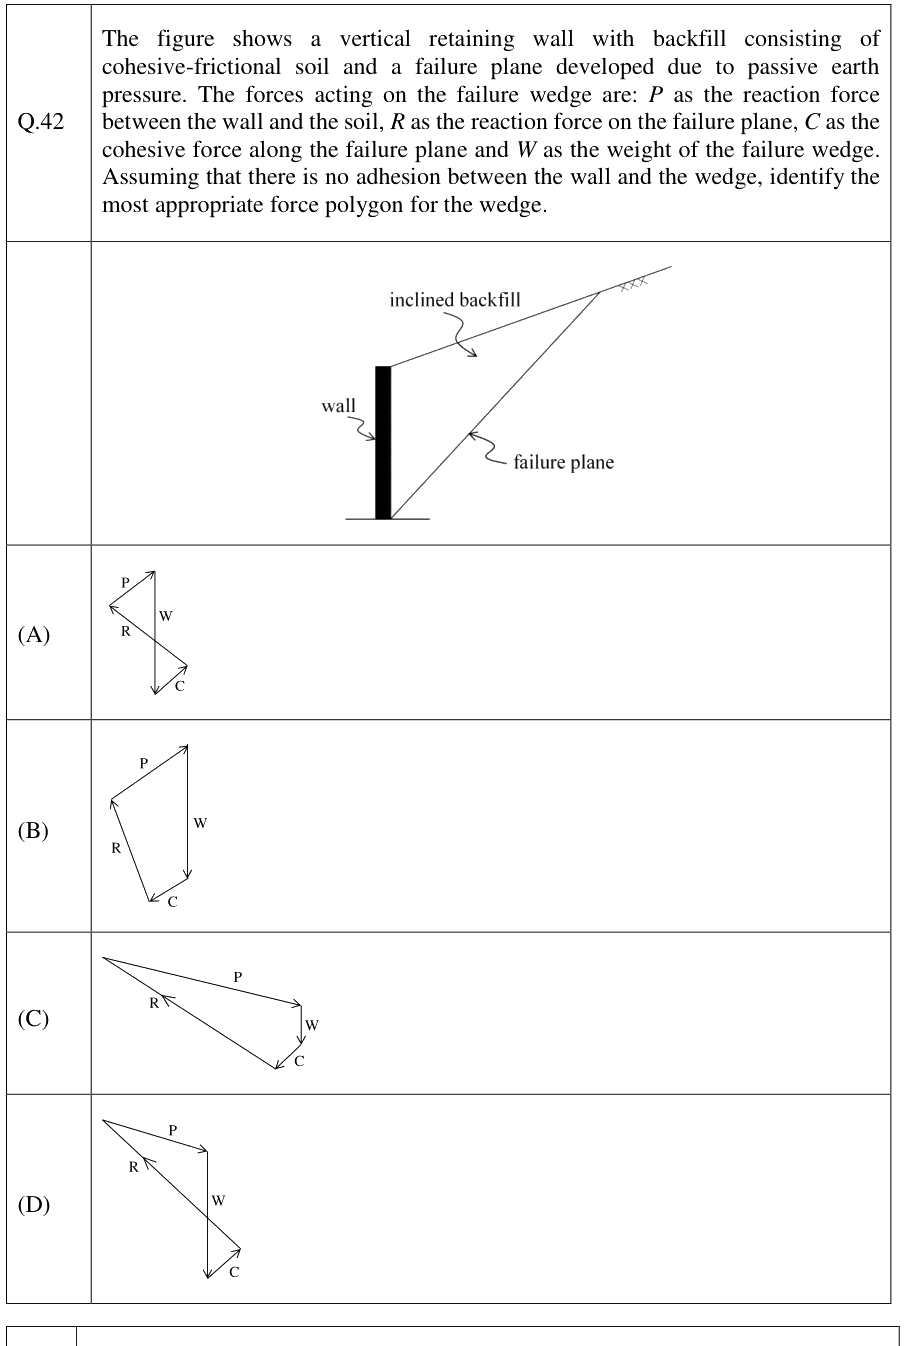 Q.42
The figure shows a vertical retaining wall with backfill consisting of
cohesive-frictional soil and a failure plane developed due to passive earth
pressure. The forces acting on the failure wedge are: P as the reaction force
between the wall and the soil, R as the reaction force on the failure plane, C as the
cohesive force along the failure plane and W as the weight of the failure wedge.
Assuming that there is no adhesion between the wall and the wedge, identify the
most appropriate force polygon for the wedge.
inclined backfill
wall
failure plane
(A)
P
W
R
C
(B)
P
W
R
C
(C)
P
R
W
C
(D)
P
R
W
C